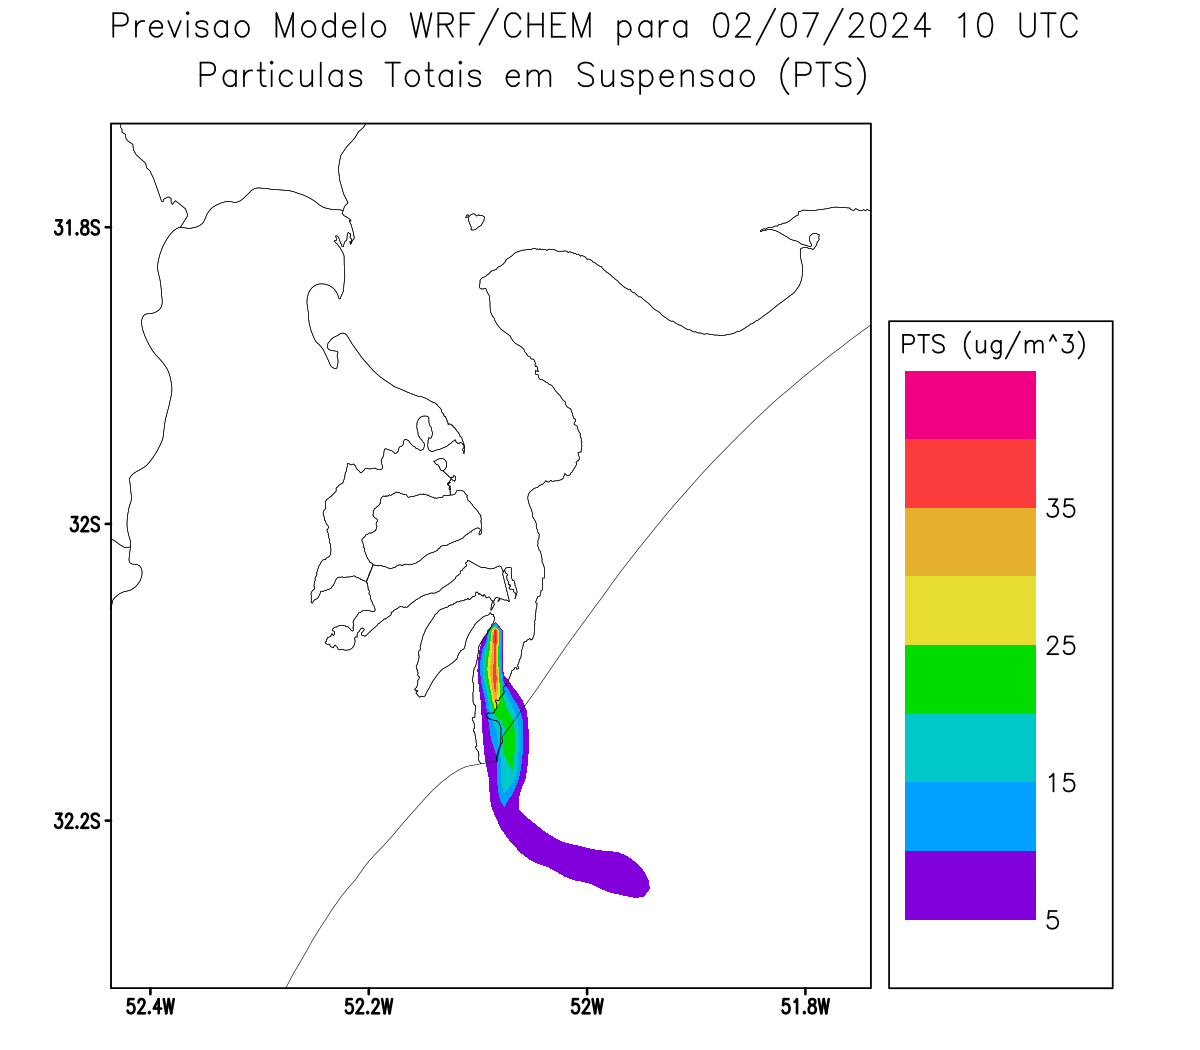 Previsao Modelo WRF/CHEM para 02/07/2024 10 UTC
Particulas Totais em Suspensao (PTS)
31.8S
32S
32.2S
52.4W
52.2W
52W
51.8W
PTS (ug/m^3)
35
25
15
5